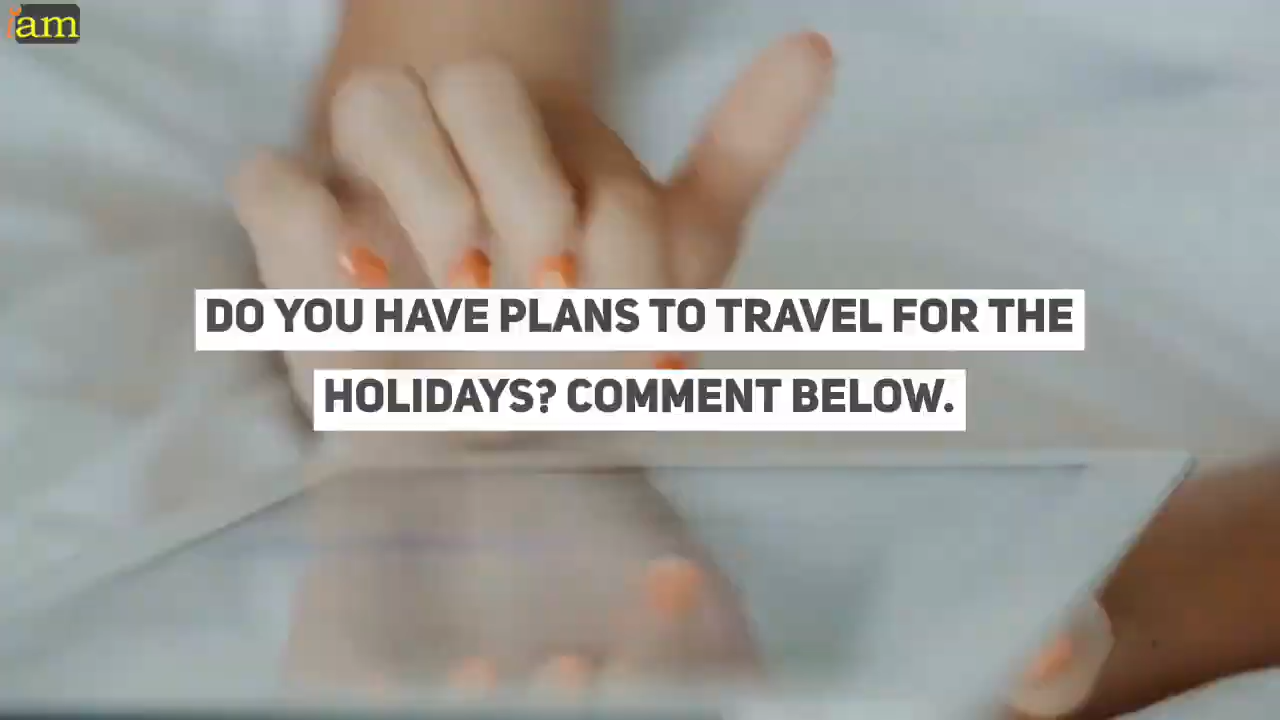 iam
DO YOU HAVE PLANS TO TRAVEL FOR THE
HOLIDAYS? COMMENT BELOW.